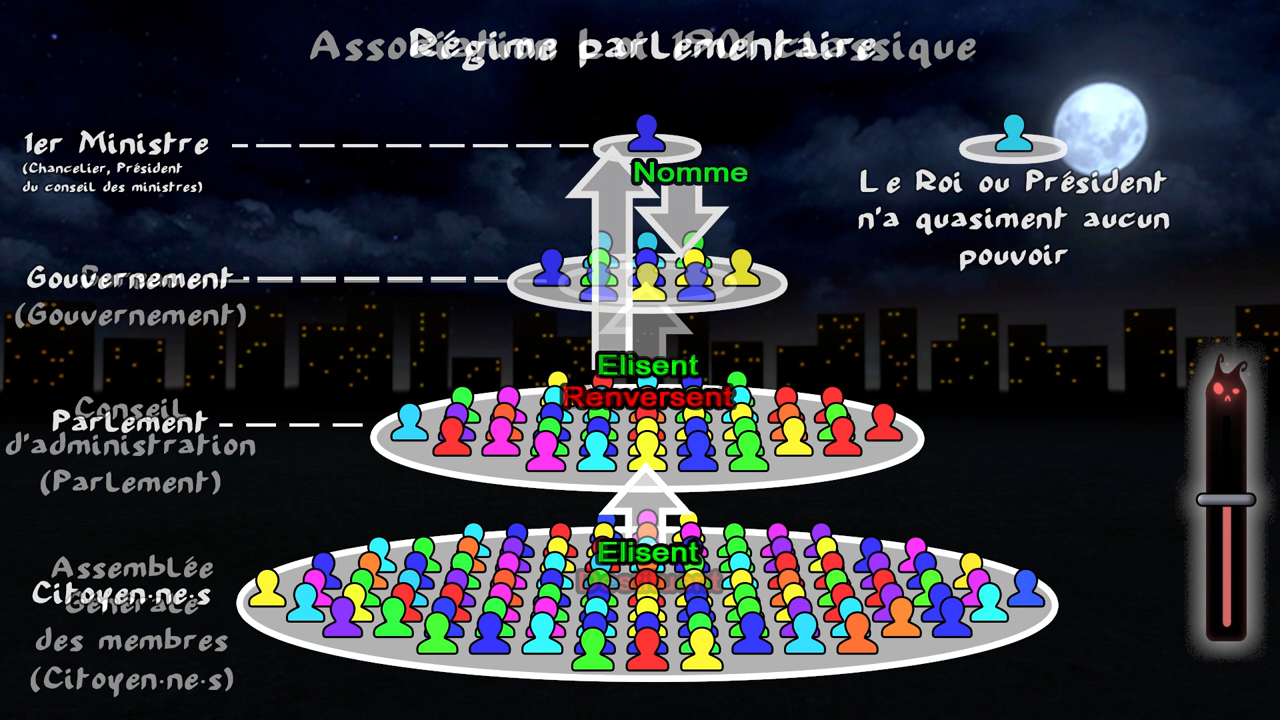 Régime parlementaire
1er Ministre
(Chancelier, Président
du conseil des ministres)
Nomme
Le Roi ou Président
n'a quasiment aucun
pouvoir
Gouvernement
(Gouvernement)
Elisent
Renversent
Conseil
Parlement
d'administration
(Parlement)
Elisent
Assemblée
Citoyen·ne·s
Générale
des membres
(Citoyen·ne·s)